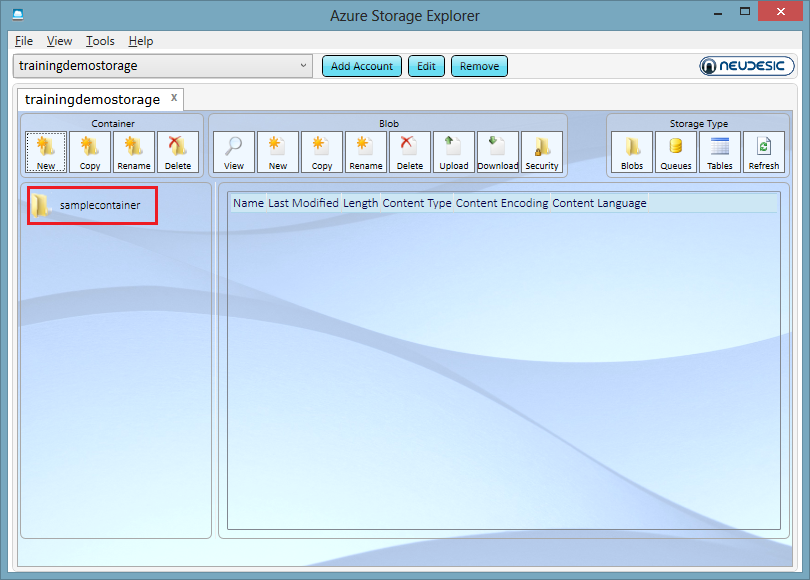 Azure Storage Explorer
File View Tools Help
trainingdemostorage Add Account Edit Remove NEUDESIC
trainingdemostorage x
Container Blob Storage Type
New Copy Rename Delete View New Copy Rename Delete Upload Download Security Blobs Queues Tables Refresh
samplecontainer
Name Last Modified Length Content Type Content Encoding Content Language